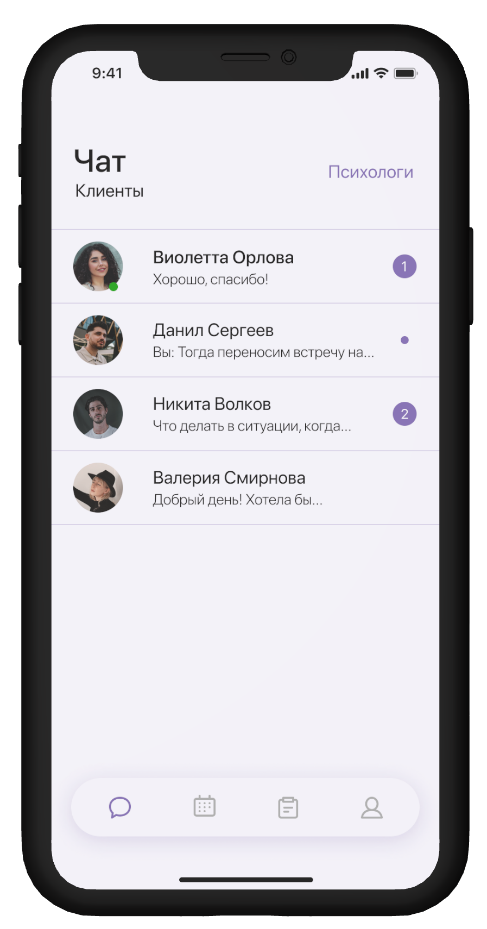 9:41
Чат
Клиенты
Психологи
Виолетта Орлова
Хорошо, спасибо!
1
Данил Сергеев
Вы: Тогда переносим встречу на...
Никита Волков
Что делать в ситуации, когда...
2
Валерия Смирнова
Добрый день! Хотела бы...